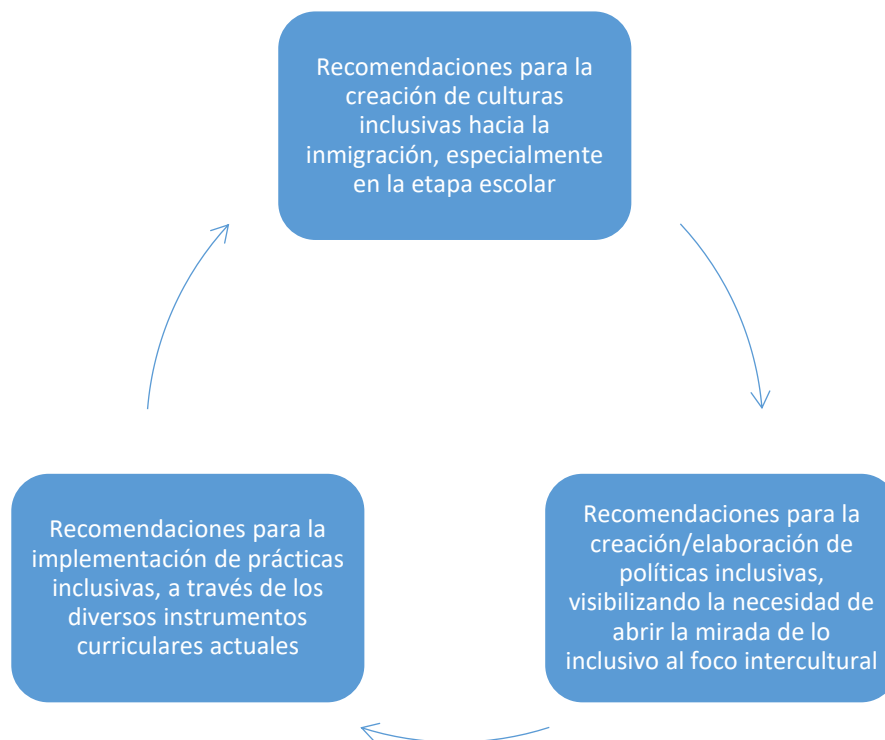 Recomendaciones para la
creación de culturas
inclusivas hacia la
inmigración, especialmente
en la etapa escolar
Recomendaciones para la
implementación de prácticas
inclusivas, a través de los
diversos instrumentos
curriculares actuales
Recomendaciones para la
creación/elaboración de
políticas inclusivas,
visibilizando la necesidad de
abrir la mirada de lo
inclusivo al foco intercultural